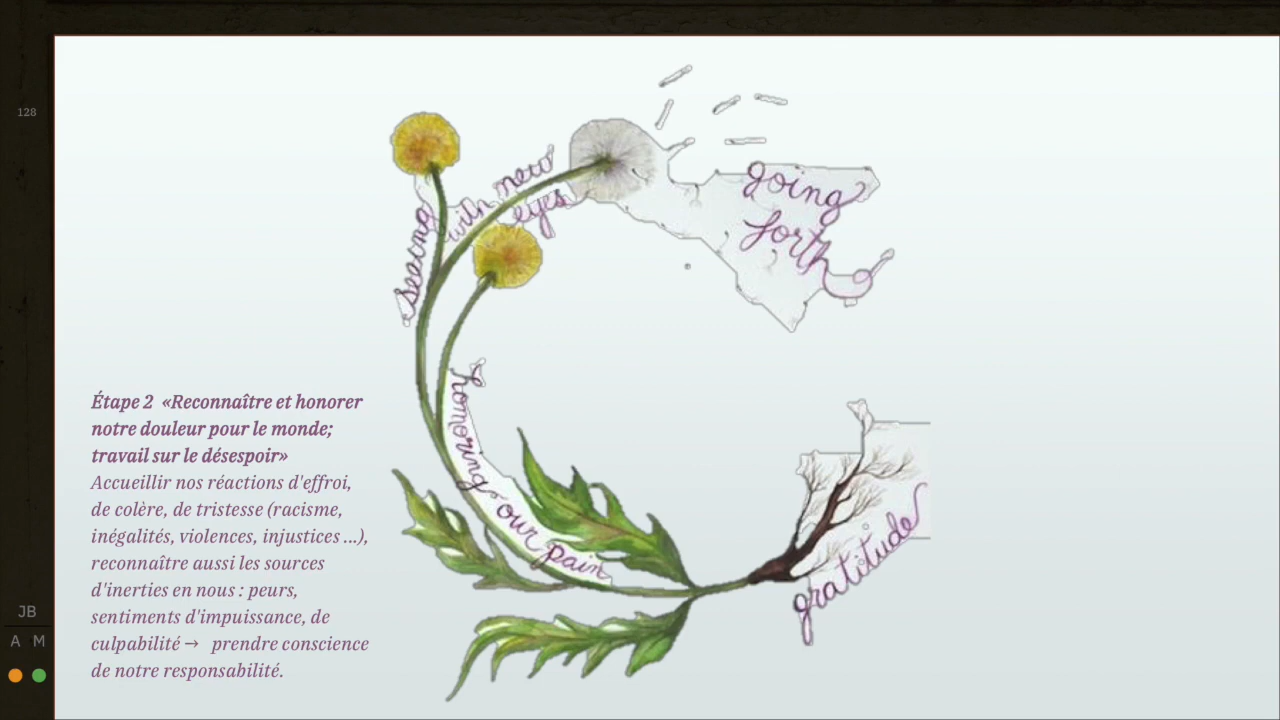 128
going
forth
seeing
with new
eyes
honoring our pain
gratitude
Étape 2  «Reconnaître et honorer
notre douleur pour le monde;
travail sur le désespoir»
Accueillir nos réactions d'effroi,
de colère, de tristesse (racisme,
inégalités, violences, injustices ...),
reconnaître aussi les sources
d'inerties en nous : peurs,
sentiments d'impuissance, de
culpabilité →  prendre conscience
de notre responsabilité.
JB
A M